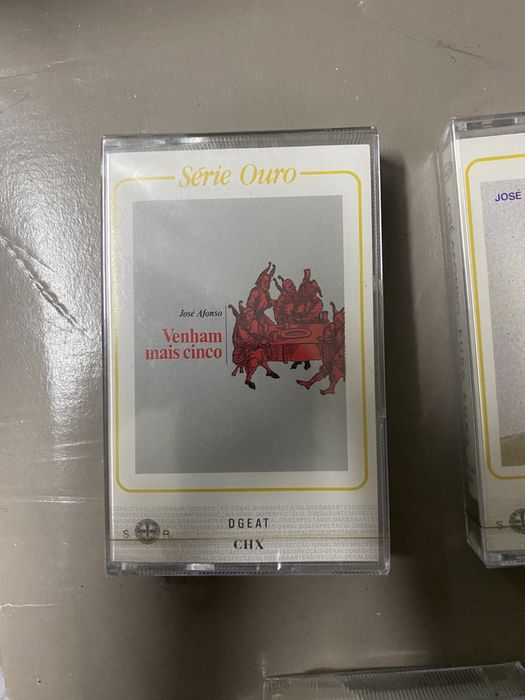 Série Ouro
José Afonso
Venham
mais cinco
DGEAT
S R
CHX
JOSÉ